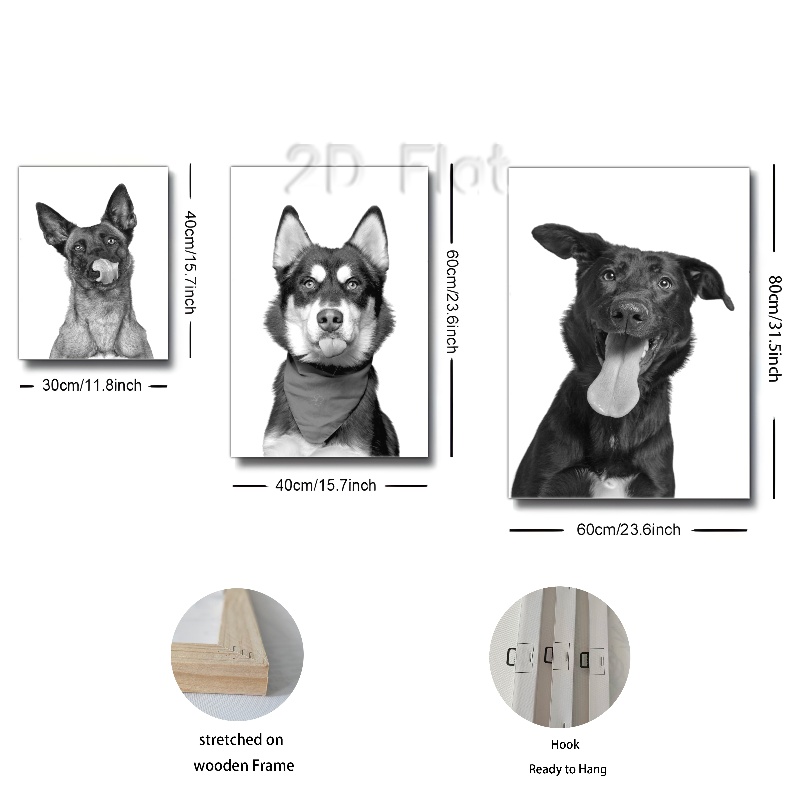 2D Flat
40cm/15.7inch
30cm/11.8inch
60cm/23.6inch
40cm/15.7inch
80cm/31.5inch
60cm/23.6inch
stretched on
wooden Frame
Hook
Ready to Hang